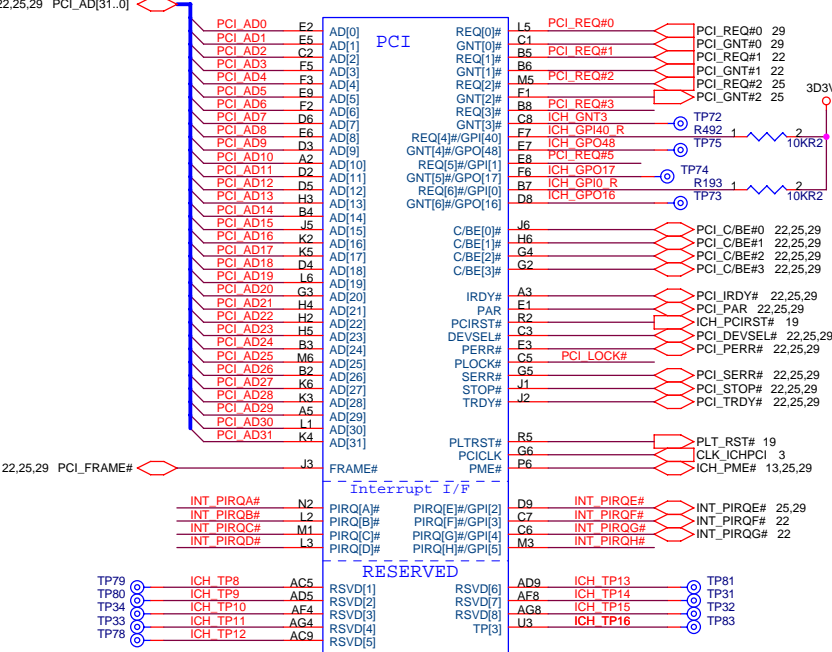 22,25,29 PCI_AD[31..0]
PCI
PCI_AD0 E2 AD[0]
PCI_AD1 E5 AD[1]
PCI_AD2 C2 AD[2]
PCI_AD3 F5 AD[3]
PCI_AD4 F3 AD[4]
PCI_AD5 E9 AD[5]
PCI_AD6 F2 AD[6]
PCI_AD7 D6 AD[7]
PCI_AD8 E6 AD[8]
PCI_AD9 D3 AD[9]
PCI_AD10 A2 AD[10]
PCI_AD11 D2 AD[11]
PCI_AD12 D5 AD[12]
PCI_AD13 H3 AD[13]
PCI_AD14 B4 AD[14]
PCI_AD15 J5 AD[15]
PCI_AD16 K2 AD[16]
PCI_AD17 K5 AD[17]
PCI_AD18 D4 AD[18]
PCI_AD19 L6 AD[19]
PCI_AD20 G3 AD[20]
PCI_AD21 H4 AD[21]
PCI_AD22 H2 AD[22]
PCI_AD23 H5 AD[23]
PCI_AD24 B3 AD[24]
PCI_AD25 M6 AD[25]
PCI_AD26 B2 AD[26]
PCI_AD27 K6 AD[27]
PCI_AD28 K3 AD[28]
PCI_AD29 A5 AD[29]
PCI_AD30 L1 AD[30]
PCI_AD31 K4 AD[31]
22,25,29 PCI_FRAME# J3 FRAME#
REQ[0]# L5 PCI_REQ#0 PCI_REQ#0 29
GNT[0]# C1 PCI_GNT#0 29
REQ[1]# B5 PCI_REQ#1 PCI_REQ#1 22
GNT[1]# B6 PCI_GNT#1 22
REQ[2]# M5 PCI_REQ#2 PCI_REQ#2 25
GNT[2]# F1 PCI_GNT#2 25
REQ[3]# B8 PCI_REQ#3
GNT[3]# C8 ICH_GNT3 TP72
REQ[4]#/GPI[40] F7 ICH_GPI40_R R492 1 2 10KR2
GNT[4]#/GPO[48] E7 ICH_GPO48 TP75
REQ[5]#/GPI[1] E8 PCI_REQ#5
GNT[5]#/GPO[17] F6 ICH_GPO17 TP74
REQ[6]#/GPI[0] B7 ICH_GPI0_R R193 1 2 10KR2
GNT[6]#/GPO[16] D8 ICH_GPO16 TP73
3D3V
C/BE[0]# J6 PCI_C/BE#0 22,25,29
C/BE[1]# H6 PCI_C/BE#1 22,25,29
C/BE[2]# G4 PCI_C/BE#2 22,25,29
C/BE[3]# G2 PCI_C/BE#3 22,25,29
IRDY# A3 PCI_IRDY# 22,25,29
PAR E1 PCI_PAR 22,25,29
PCIRST# R2 ICH_PCIRST# 19
DEVSEL# C3 PCI_DEVSEL# 22,25,29
PERR# E3 PCI_PERR# 22,25,29
PLOCK# C5 PCI_LOCK#
SERR# G5 PCI_SERR# 22,25,29
STOP# J1 PCI_STOP# 22,25,29
TRDY# J2 PCI_TRDY# 22,25,29
PLTRST# R5 PLT_RST# 19
PCICLK G6 CLK_ICHPCI 3
PME# P6 ICH_PME# 13,25,29
Interrupt I/F
INT_PIRQA# N2 PIRQ[A]# PIRQ[E]#/GPI[2] D9 INT_PIRQE# INT_PIRQE# 25,29
INT_PIRQB# L2 PIRQ[B]# PIRQ[F]#/GPI[3] C7 INT_PIRQF# INT_PIRQF# 22
INT_PIRQC# M1 PIRQ[C]# PIRQ[G]#/GPI[4] C6 INT_PIRQG# INT_PIRQG# 22
INT_PIRQD# L3 PIRQ[D]# PIRQ[H]#/GPI[5] M3 INT_PIRQH#
RESERVED
TP79 ICH_TP8 AC5 RSVD[1] RSVD[6] AD9 ICH_TP13 TP81
TP80 ICH_TP9 AD5 RSVD[2] RSVD[7] AF8 ICH_TP14 TP31
TP34 ICH_TP10 AF4 RSVD[3] RSVD[8] AG8 ICH_TP15 TP32
TP33 ICH_TP11 AG4 RSVD[4] TP[3] U3 ICH_TP16 TP83
TP78 ICH_TP12 AC9 RSVD[5]